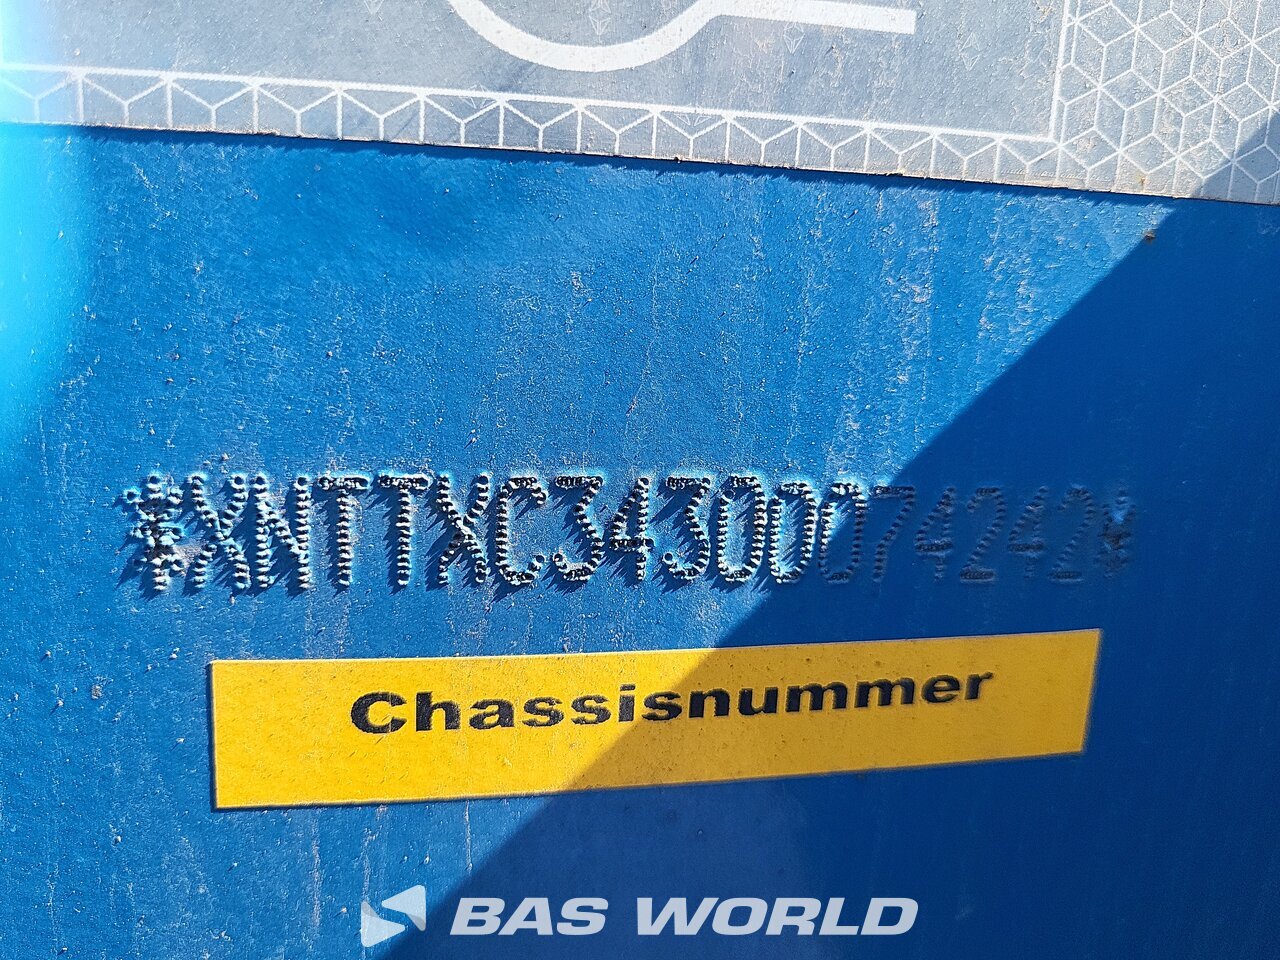 *XNTTXC34300074242*
Chassisnummer
BAS WORLD